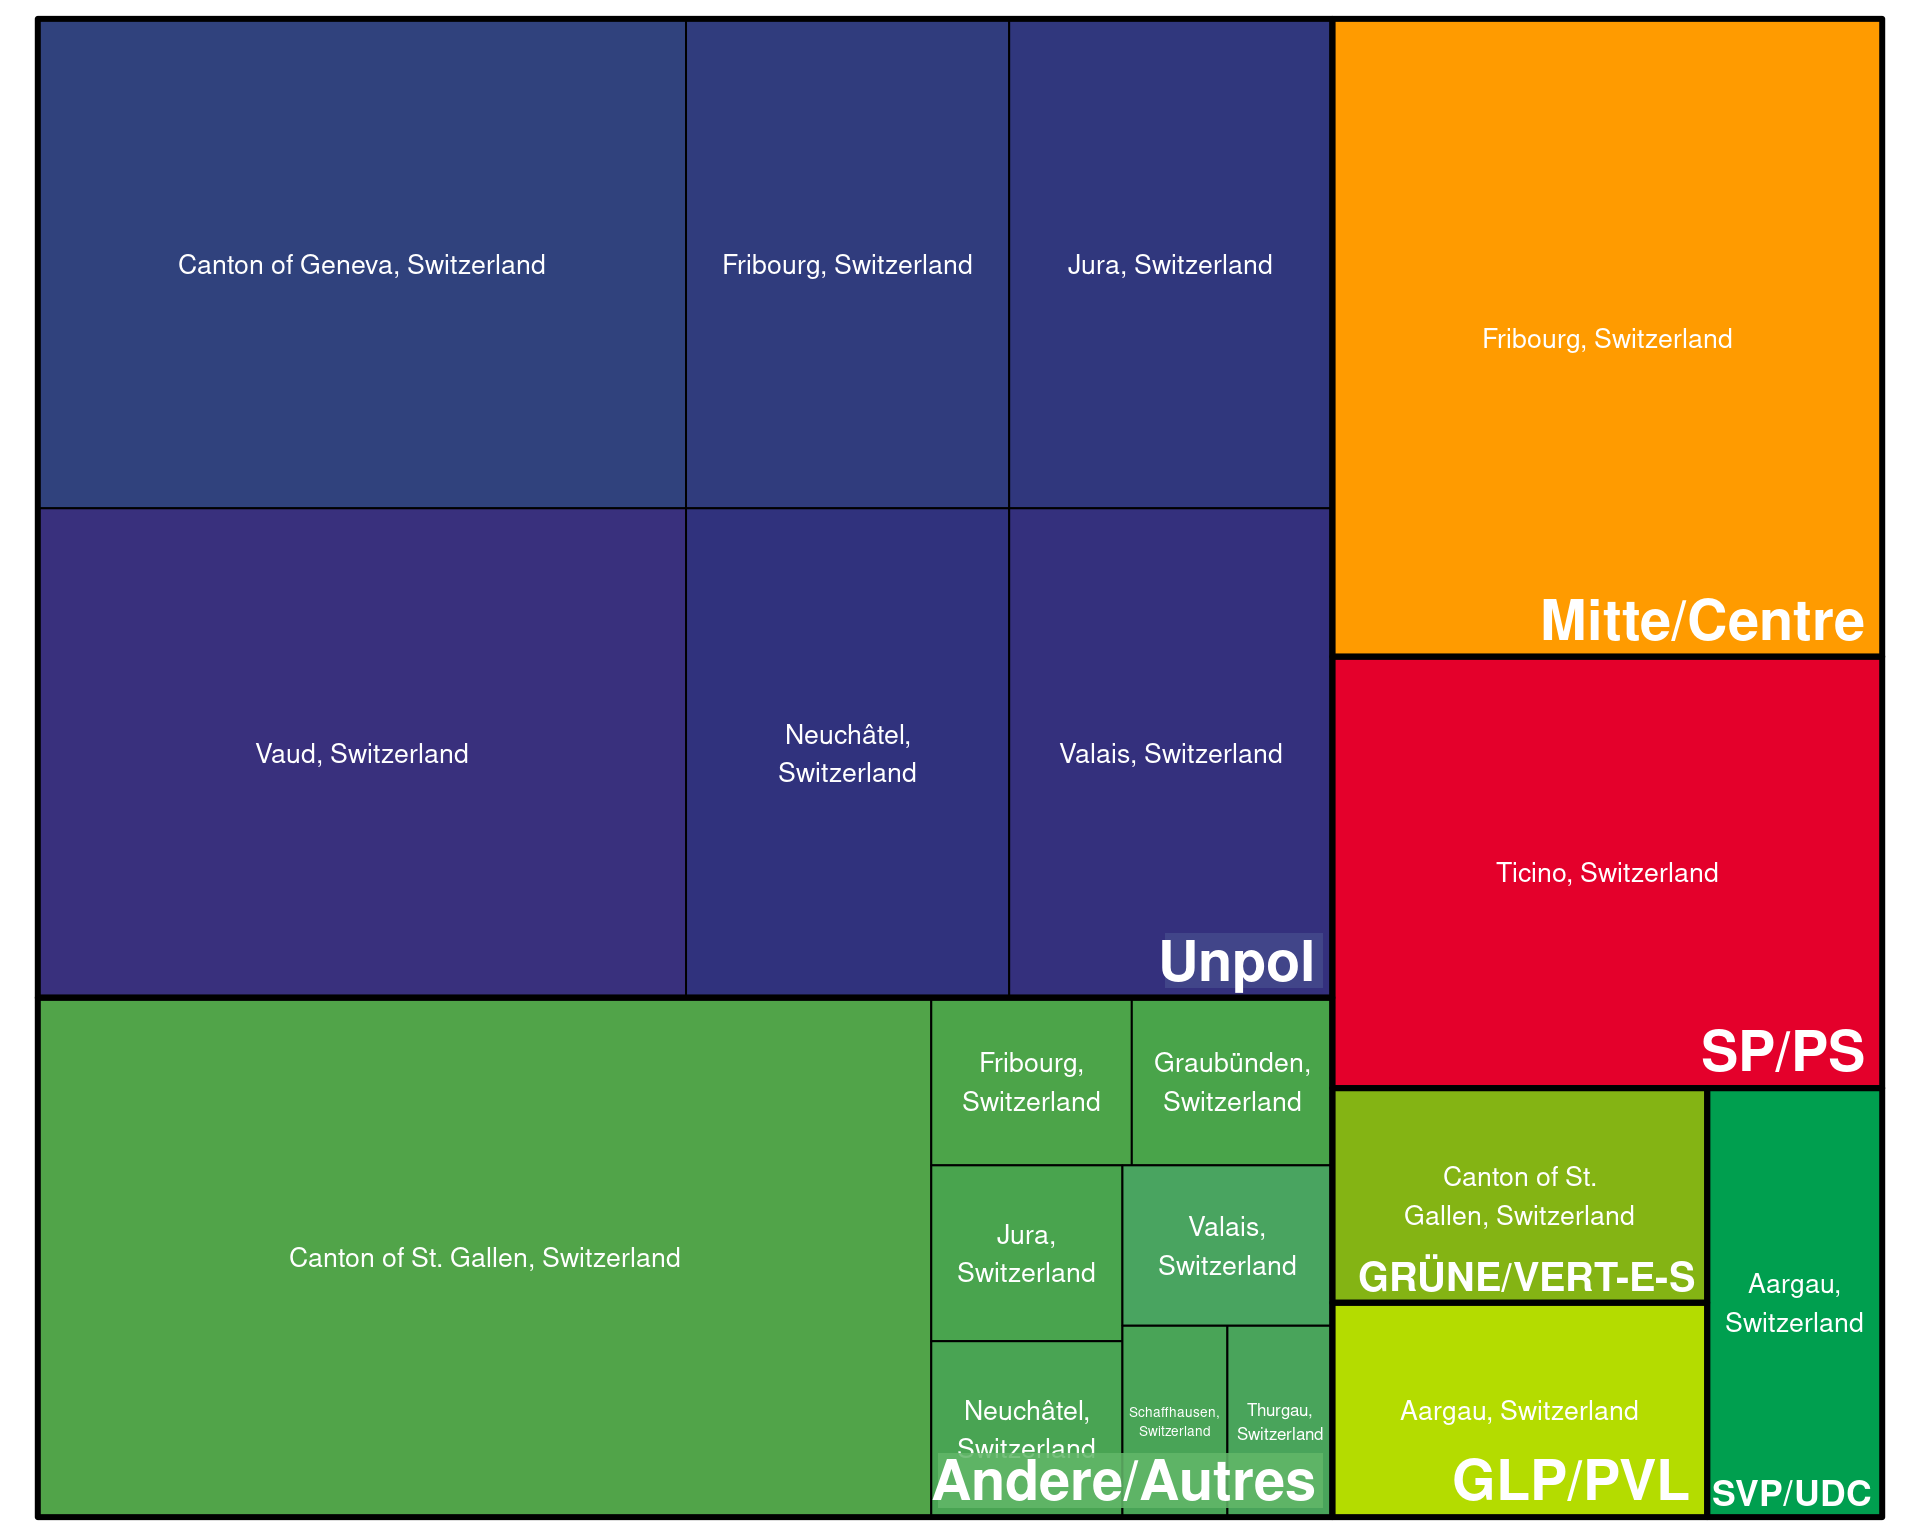 Canton of Geneva, Switzerland
Fribourg, Switzerland
Jura, Switzerland
Vaud, Switzerland
Neuchâtel,
Switzerland
Valais, Switzerland
Unpol
Fribourg, Switzerland
Mitte/Centre
Ticino, Switzerland
SP/PS
Canton of St. Gallen, Switzerland
Fribourg,
Switzerland
Graubünden,
Switzerland
Jura,
Switzerland
Valais,
Switzerland
Neuchâtel,
Switzerland
Schaffhausen,
Switzerland
Thurgau,
Switzerland
Andere/Autres
Canton of St.
Gallen, Switzerland
GRÜNE/VERT-E-S
Aargau, Switzerland
GLP/PVL
Aargau,
Switzerland
SVP/UDC